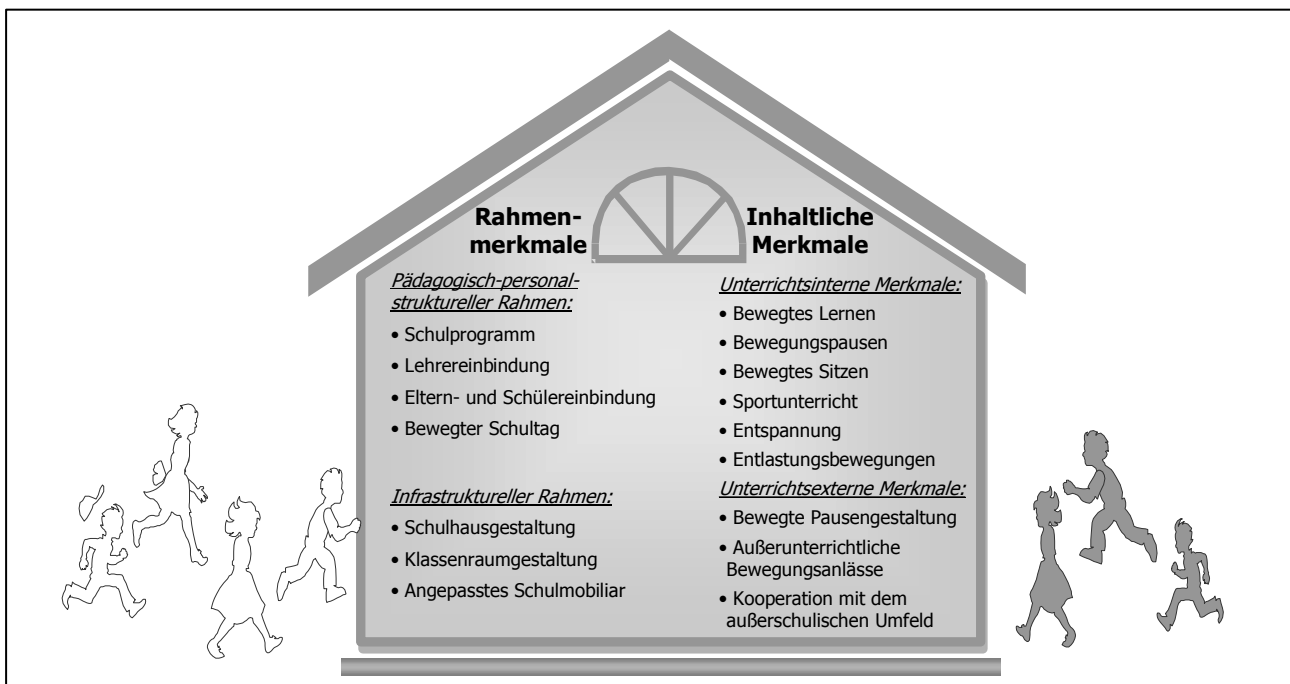 Rahmen-
merkmale
Pädagogisch-personal-
struktureller Rahmen:
• Schulprogramm
• Lehrereinbindung
• Eltern- und Schülereinbindung
• Bewegter Schultag
Infrastruktureller Rahmen:
• Schulhausgestaltung
• Klassenraumgestaltung
• Angepasstes Schulmobiliar
Inhaltliche
Merkmale
Unterrichtsinterne Merkmale:
• Bewegtes Lernen
• Bewegungspausen
• Bewegtes Sitzen
• Sportunterricht
• Entspannung
• Entlastungsbewegungen
Unterrichtsexterne Merkmale:
• Bewegte Pausengestaltung
• Außerunterrichtliche
Bewegungsanlässe
• Kooperation mit dem
außerschulischen Umfeld